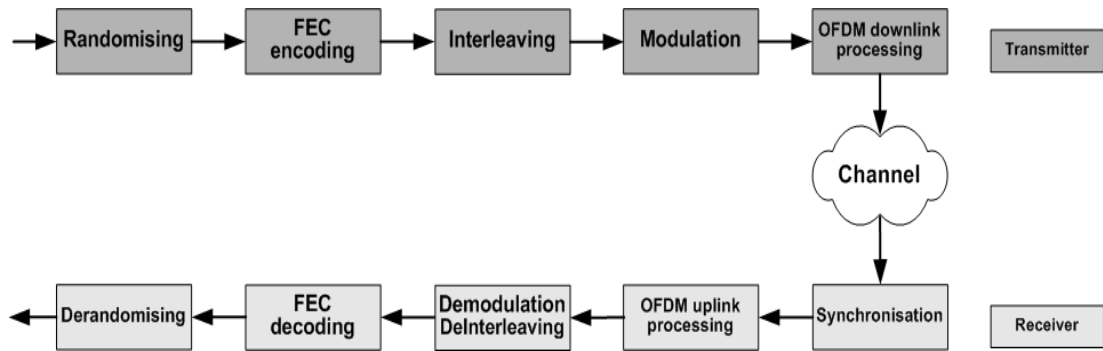 Randomising
FEC
encoding
Interleaving
Modulation
OFDM downlink
processing
Transmitter
Channel
Derandomising
FEC
decoding
Demodulation
DeInterleaving
OFDM uplink
processing
Synchronisation
Receiver